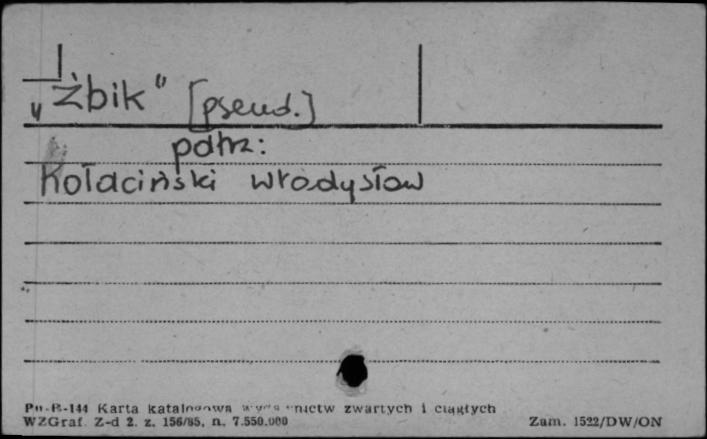 „Żbik" [pseud.]
patrz:
Kołaciński Władysław
Pu-B-144 Karta katalogowa wydawnictw zwartych i ciągłych
WZGraf. Z-d 2. z. 156/85, n. 7.550.000 Zam. 1522/DW/ON